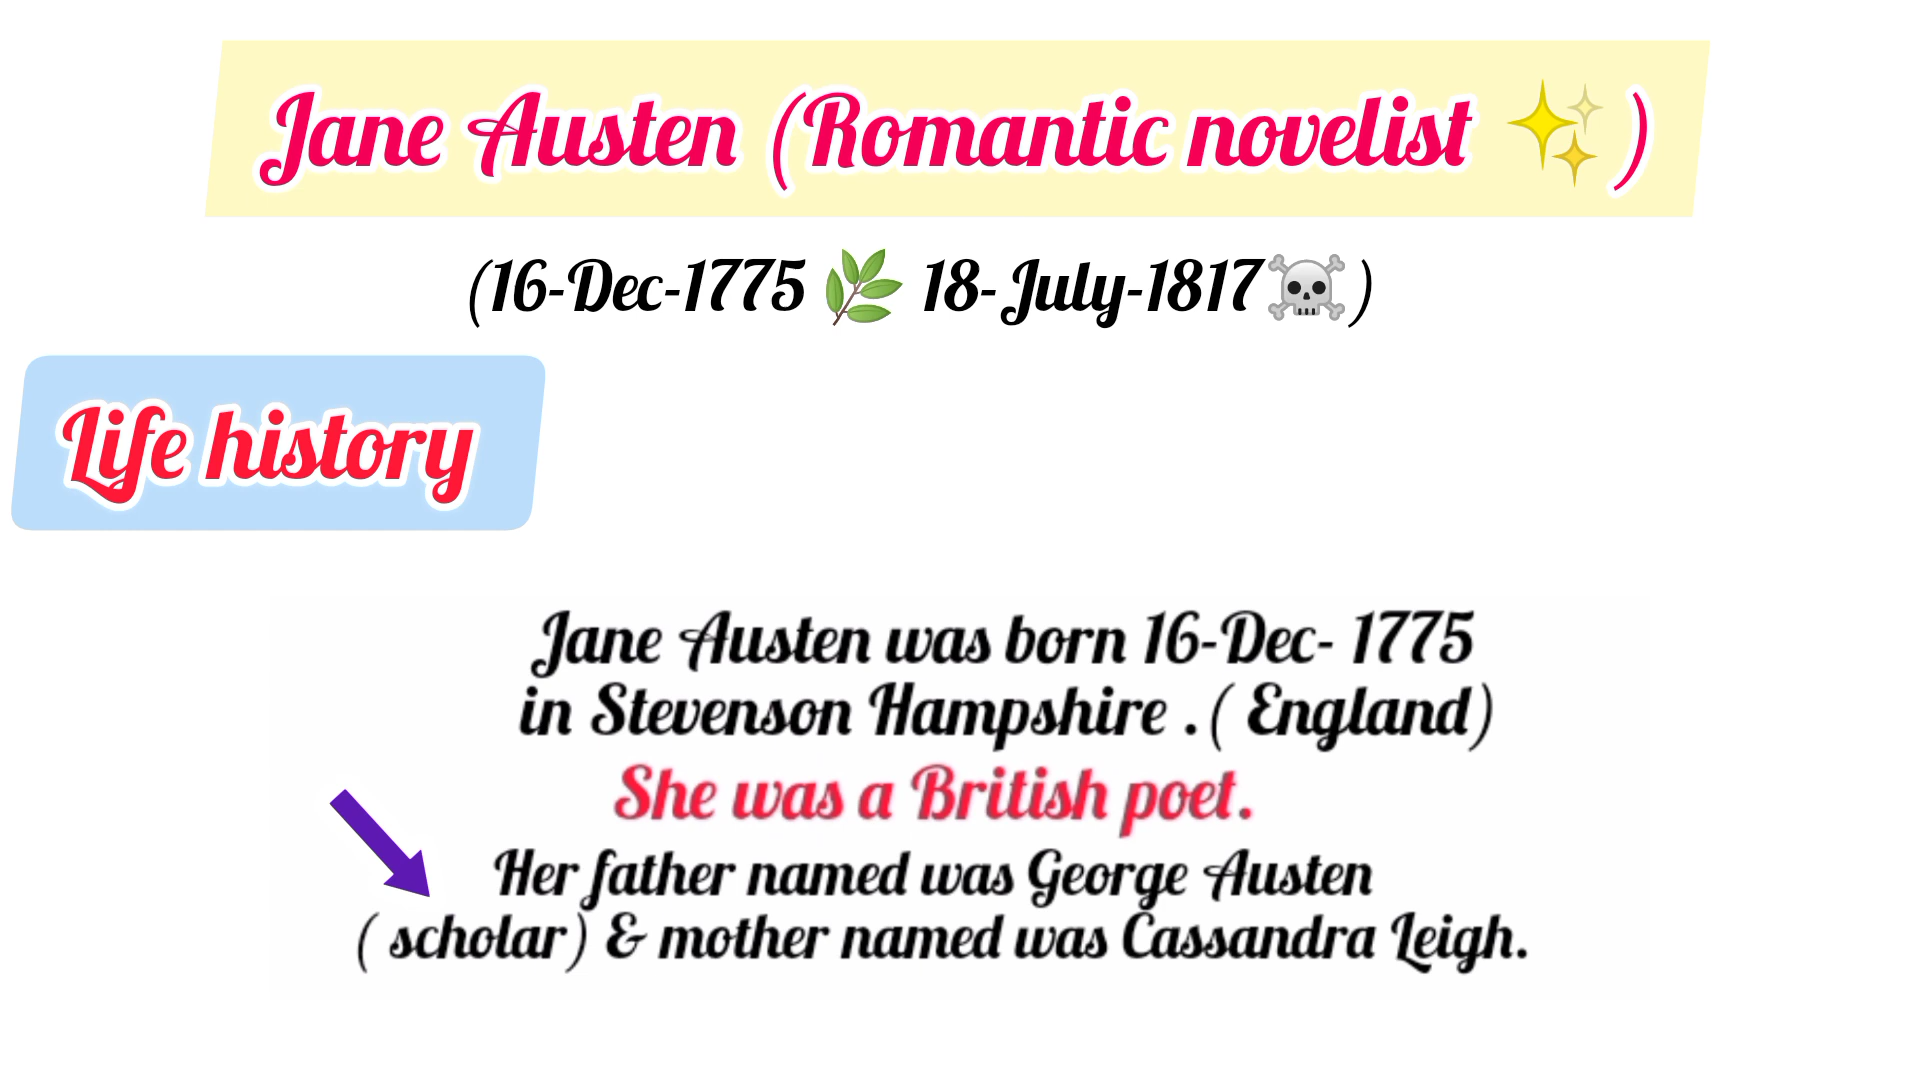 Jane Austen (Romantic novelist ✨ )
(16-Dec-1775 🌿 18-July-1817☠️)
Life history
Jane Austen was born 16-Dec- 1775
in Stevenson Hampshire . ( England)
She was a British poet.
Her father named was George Austen
( scholar) & mother named was Cassandra Leigh.